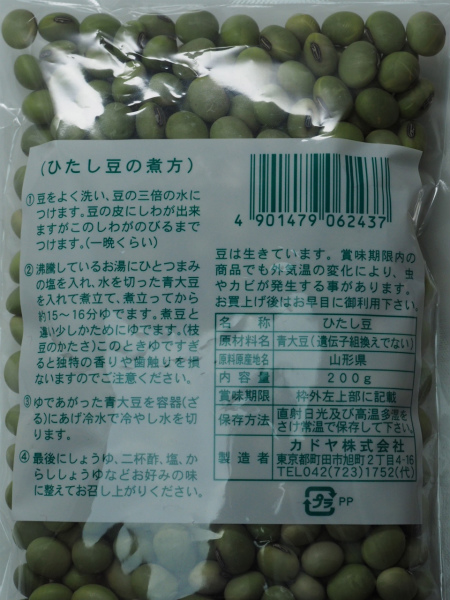 (ひたし豆の煮方)
①豆をよく洗い、豆の三倍の水に
つけます。豆の皮にしわが出来
ますがこのしわがのびるまで
つけます。(一晩くらい)
②沸騰しているお湯にひとつまみ
の塩を入れ、水を切った青大豆
を入れて煮立て、煮立ってから
約15〜16分ゆでます。煮豆と
違い少しかためにゆでます。(枝
豆のかたさ)このときゆですぎ
ると独特の香りや歯触りを損
ないますのでご注意ください。
③ゆであがった青大豆を容器(ざ
る)にあげ冷水で冷やし水を切
ります。
④最後にしょうゆ、二杯酢、塩、か
らししょうゆなどお好みの味
に整えてお召し上がりください。
4 901479 062437
豆は生きています。賞味期限内の
商品でも外気温の変化により、虫
やカビが発生する事があります。
お買上げ後はお早目に御利用下さい。
名称 ひたし豆
原材料名 青大豆(遺伝子組換えでない)
原料原産地名 山形県
内容量 200g
賞味期限 枠外左上部に記載
保存方法 直射日光及び高温多湿を
さけ常温で保存して下さい。
製造者 カドヤ株式会社
東京都町田市旭町2丁目4-16
TEL042(723)1752(代)
プラ PP